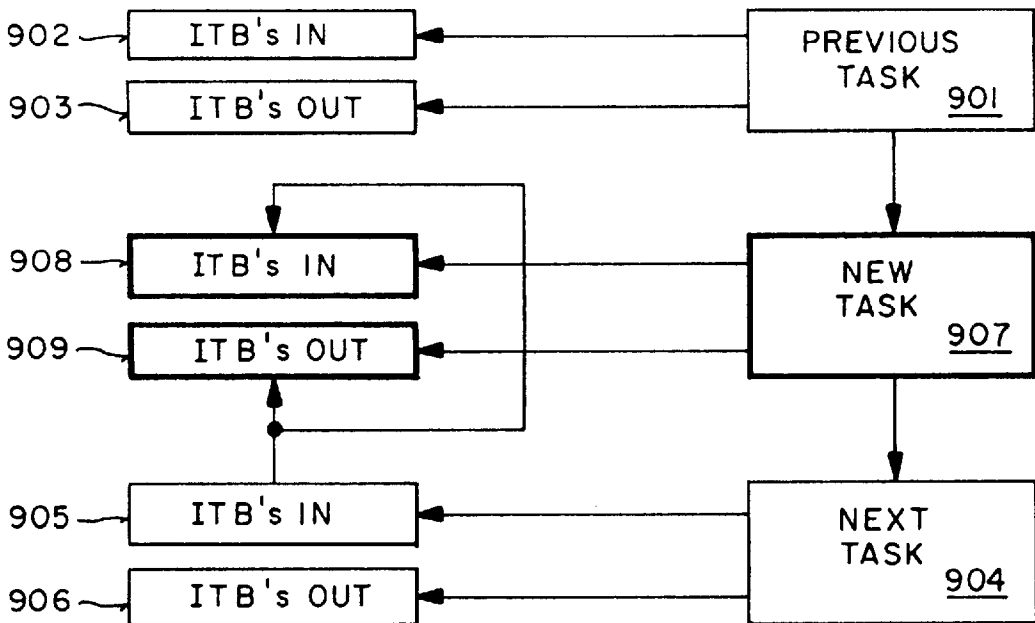 902 ITB's IN
903 ITB's OUT
PREVIOUS
TASK
901
908 ITB's IN
909 ITB's OUT
NEW
TASK
907
905 ITB's IN
906 ITB's OUT
NEXT
TASK
904